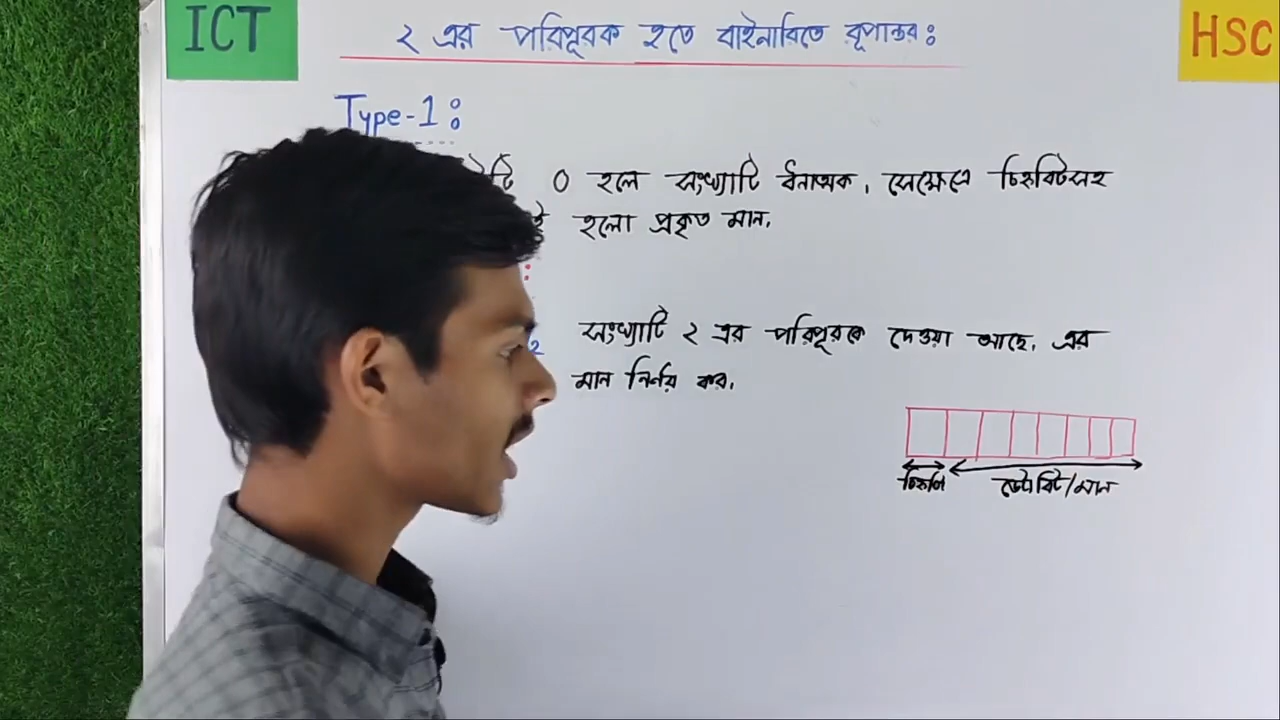 ICT
২ এর পরিপূরক হতে বাইনারিতে রূপান্তর:
HSC
Type-1:
0 হলে সংখ্যাটি ধনাত্মক, সেক্ষেত্রে চিহ্নবিটসহ
হলো প্রকৃত মান,
2 সংখ্যাটি ২ এর পরিপূরকে দেওয়া আছে, এর
মান নির্ণয় কর,
ডেটা বিট/মান